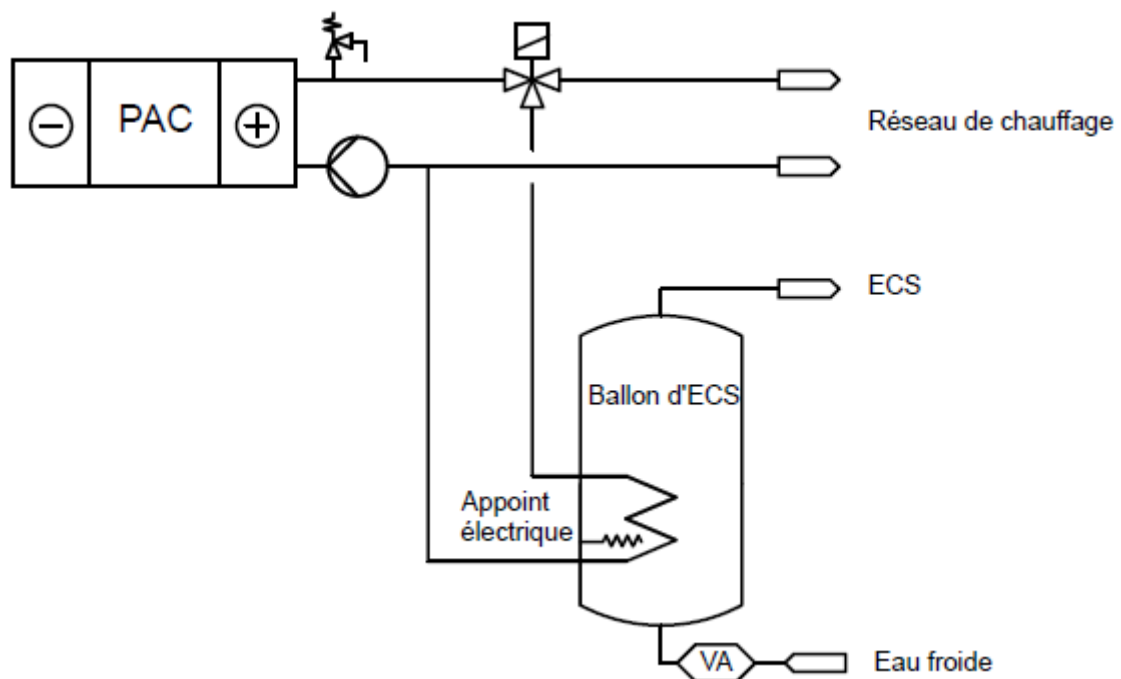 PAC
Réseau de chauffage
ECS
Ballon d'ECS
Appoint
électrique
VA
Eau froide